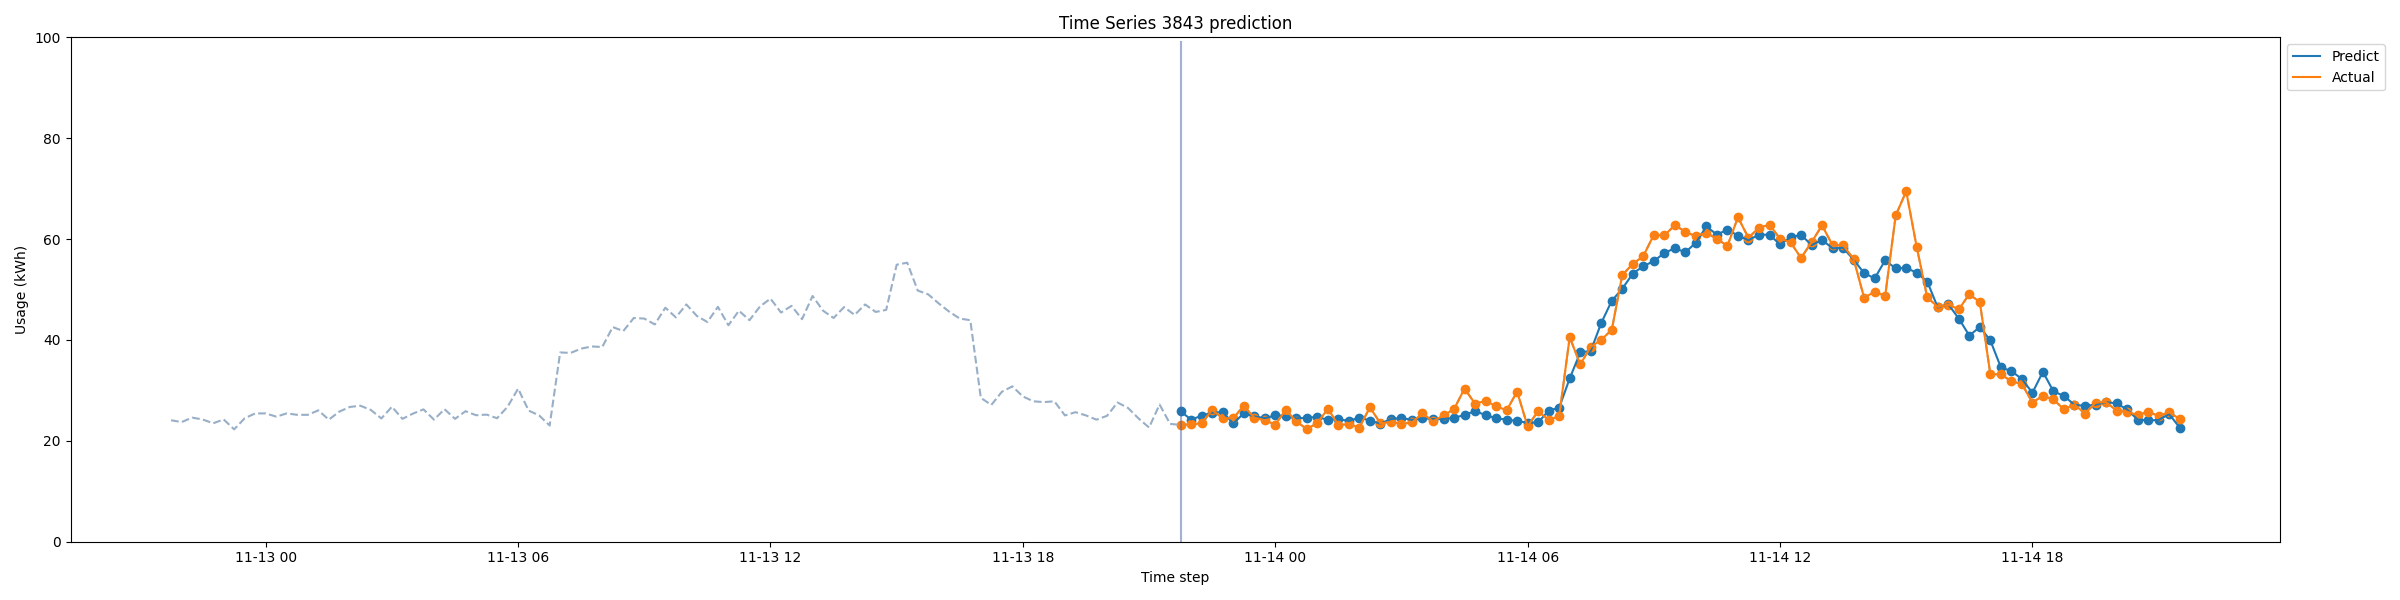 Time Series 3843 prediction
100
80
60
40
20
0
Usage (kWh)
11-13 00
11-13 06
11-13 12
11-13 18
11-14 00
11-14 06
11-14 12
11-14 18
Time step
Predict
Actual